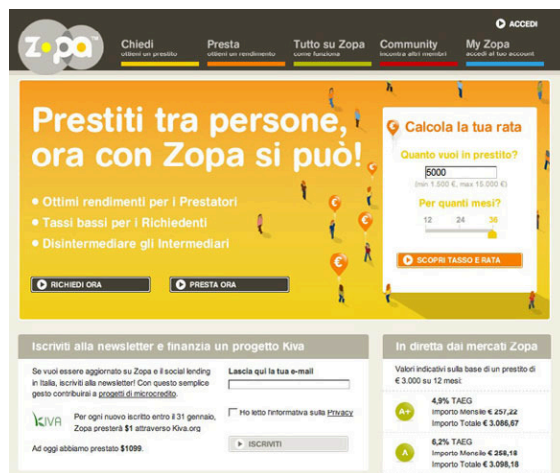 ACCEDI
Zopa™
Chiedi
ottieni un prestito
Presta
ottieni un rendimento
Tutto su Zopa
come funziona
Community
incontra altri membri
My Zopa
accedi al tuo account
Prestiti tra persone,
ora con Zopa si può!
Ottimi rendimenti per i Prestatori
Tassi bassi per i Richiedenti
Disintermediare gli Intermediari
RICHIEDI ORA
PRESTA ORA
€ Calcola la tua rata
Quanto vuoi in prestito?
5000
(min 1.500 €, max 15.000 €)
Per quanti mesi?
12 24 36
SCOPRI TASSO E RATA
€
€
€
€
Iscriviti alla newsletter e finanzia un progetto Kiva
Se vuoi essere aggiornato su Zopa e il social lending
in Italia, iscriviti alla newsletter! Con questo semplice
gesto contribuirai a progetti di microcredito.
KIVA
Per ogni nuovo iscritto entro il 31 gennaio,
Zopa presterà $1 attraverso Kiva.org
Ad oggi abbiamo prestato $1099.
Lascia qui la tua e-mail
Ho letto l'informativa sulla Privacy
ISCRIVITI
In diretta dai mercati Zopa
Valori indicativi sulla base di un prestito di
€ 3.000 su 12 mesi:
A+
4,9% TAEG
Importo Mensile € 257,22
Importo Totale € 3.086,67
A
6,2% TAEG
Importo Mensile € 258,18
Importo Totale € 3.098,18